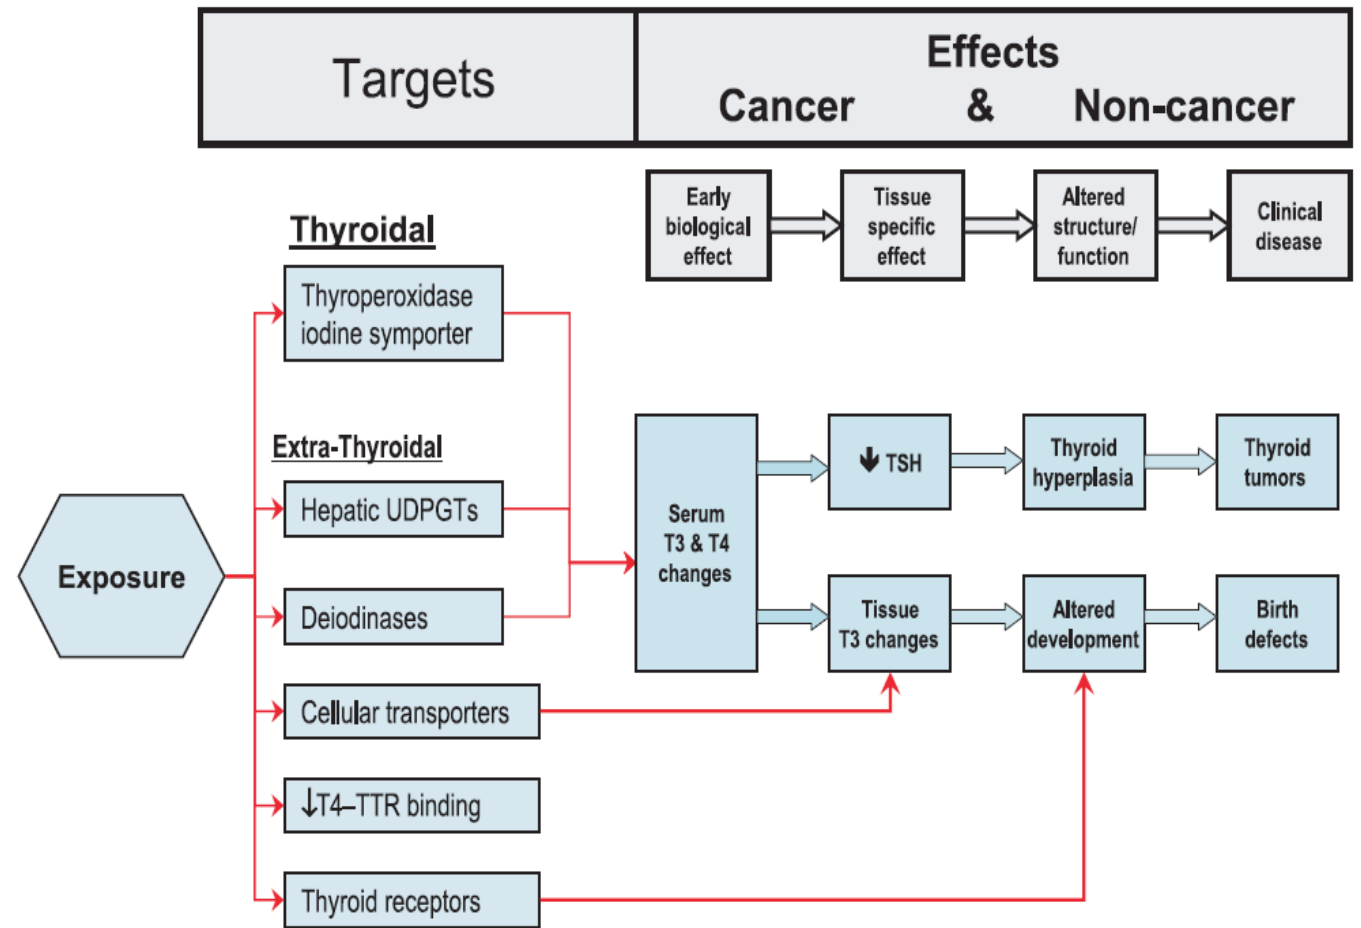 Targets
Effects
Cancer & Non-cancer
Early
biological
effect
Tissue
specific
effect
Altered
structure/
function
Clinical
disease
Thyroidal
Thyroperoxidase
iodine symporter
Extra-Thyroidal
Hepatic UDPGTs
Deiodinases
Cellular transporters
↓T4–TTR binding
Thyroid receptors
Exposure
Serum
T3 & T4
changes
↓ TSH
Thyroid
hyperplasia
Thyroid
tumors
Tissue
T3 changes
Altered
development
Birth
defects